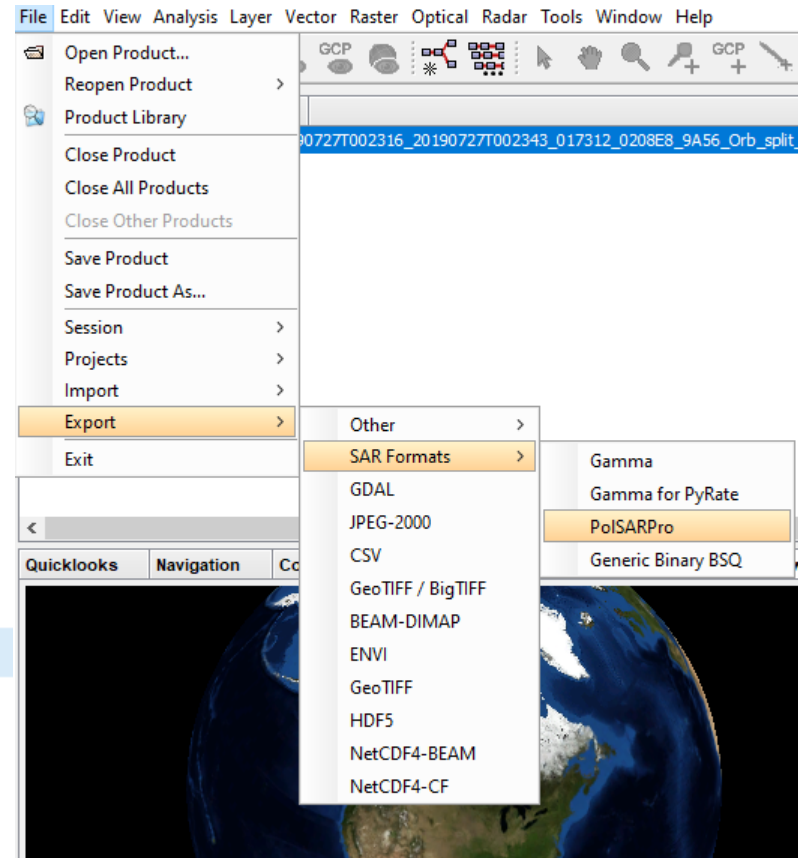 File Edit View Analysis Layer Vector Raster Optical Radar Tools Window Help
Open Product...
GCP
GCP
Reopen Product
Product Library
0727T002316_20190727T002343_017312_0208E8_9A56_Orb_split_
Close Product
Close All Products
Close Other Products
Save Product
Save Product As...
Session
Projects
Import
Export
Exit
Other
SAR Formats
GDAL
JPEG-2000
CSV
GeoTIFF / BigTIFF
BEAM-DIMAP
ENVI
GeoTIFF
HDF5
NetCDF4-BEAM
NetCDF4-CF
Gamma
Gamma for PyRate
PolSARPro
Generic Binary BSQ
Quicklooks Navigation Co